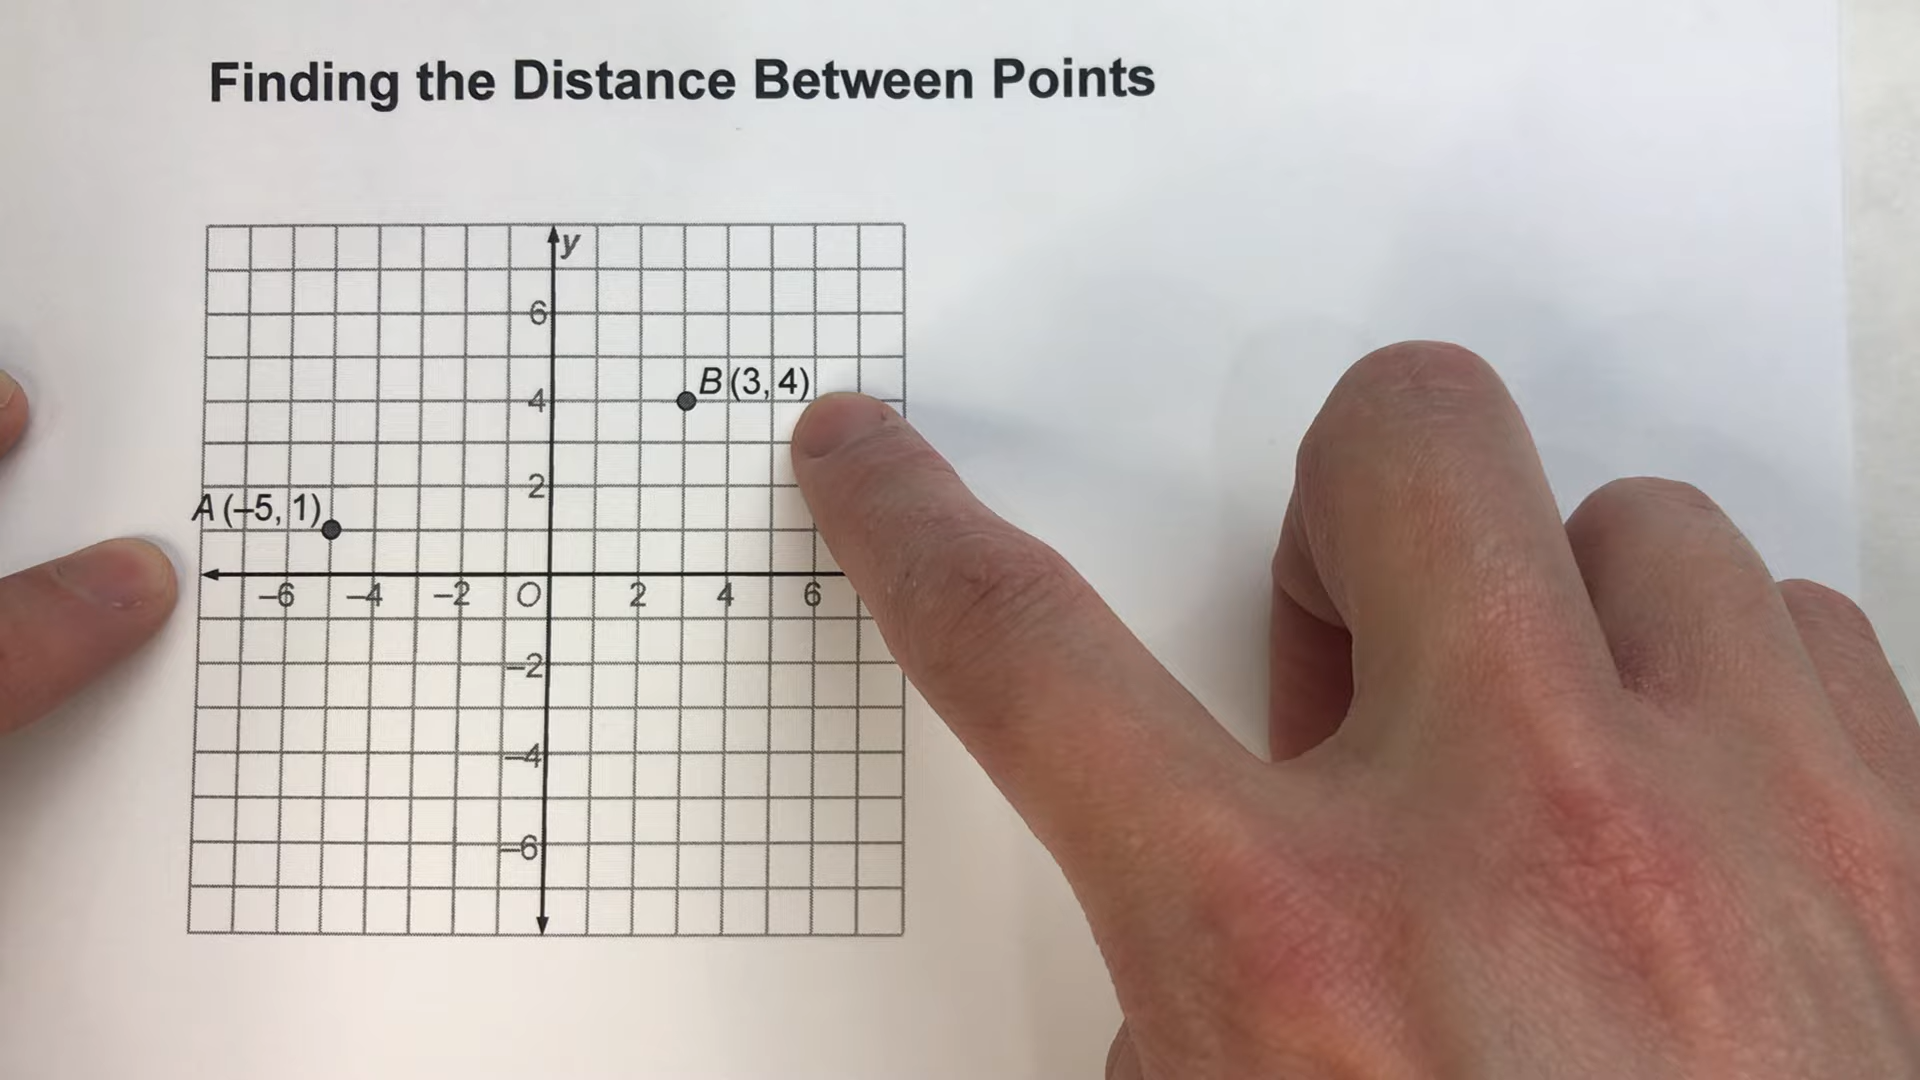 Finding the Distance Between Points
y
6
B (3, 4)
4
2
A (–5, 1)
–6 –4 –2 O 2 4 6
–2
–4
–6